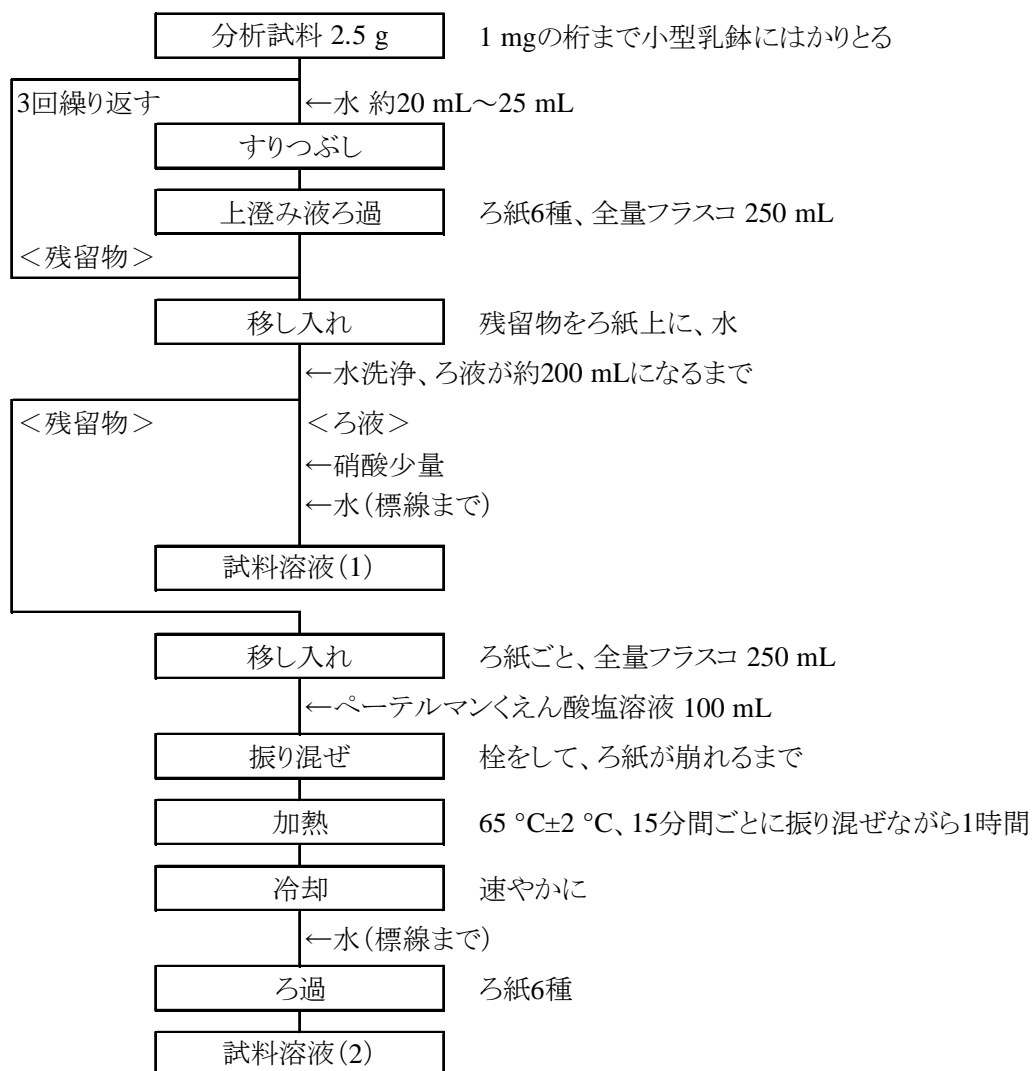 分析試料 2.5 g 1 mgの桁まで小型乳鉢にはかりとる
3回繰り返す ←水 約20 mL～25 mL
すりつぶし
上澄み液ろ過 ろ紙6種、全量フラスコ 250 mL
＜残留物＞
移し入れ 残留物をろ紙上に、水
←水洗浄、ろ液が約200 mLになるまで
＜残留物＞ ＜ろ液＞
←硝酸少量
←水（標線まで）
試料溶液（1）
移し入れ ろ紙ごと、全量フラスコ 250 mL
←ペーテルマンくえん酸塩溶液 100 mL
振り混ぜ 栓をして、ろ紙が崩れるまで
加熱 65 °C±2 °C、15分間ごとに振り混ぜながら1時間
冷却 速やかに
←水（標線まで）
ろ過 ろ紙6種
試料溶液（2）